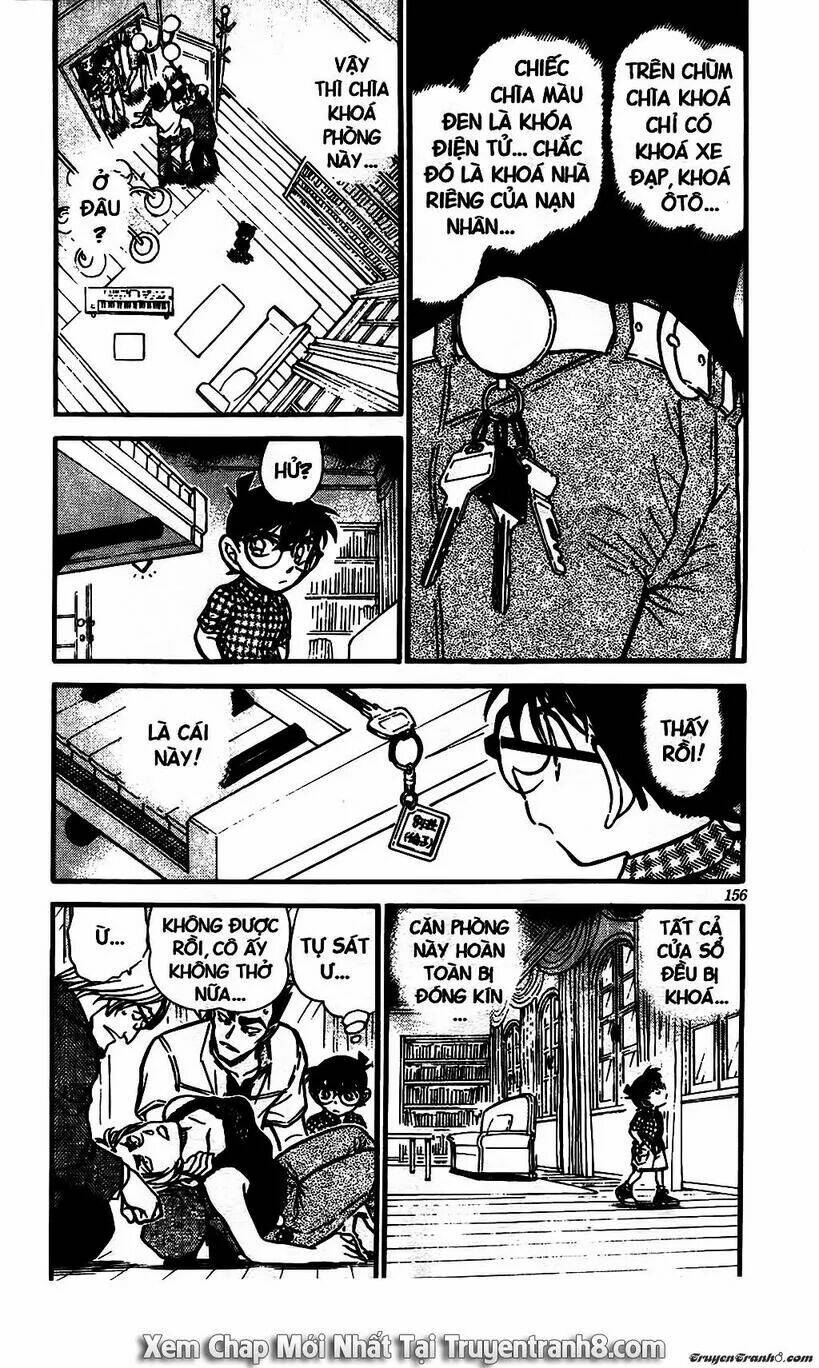 TRÊN CHÙM
CHÌA KHOÁ
CHỈ CÓ
KHOÁ XE
ĐẠP, KHOÁ
ÔTÔ...
CHIẾC
CHÌA MÀU
ĐEN LÀ KHÓA
ĐIỆN TỬ... CHẮC
ĐÓ LÀ KHOÁ NHÀ
RIÊNG CỦA NẠN
NHÂN...
VẬY
THÌ CHÌA
KHOÁ
PHÒNG
NÀY...
Ở
ĐÂU
?
HỬ?
THẤY
RỒI!
LÀ CÁI
NÀY!
156
TẤT CẢ
CỬA SỔ
ĐỀU BỊ
KHOÁ...
CĂN PHÒNG
NÀY HOÀN
TOÀN BỊ
ĐÓNG KÍN
...
TỰ SÁT
Ư...
KHÔNG ĐƯỢC
RỒI, CÔ ẤY
KHÔNG THỞ
NỮA...
Ừ...
Xem Chap Mới Nhất Tại Truyentranh8.com
TruyenTranh8.com